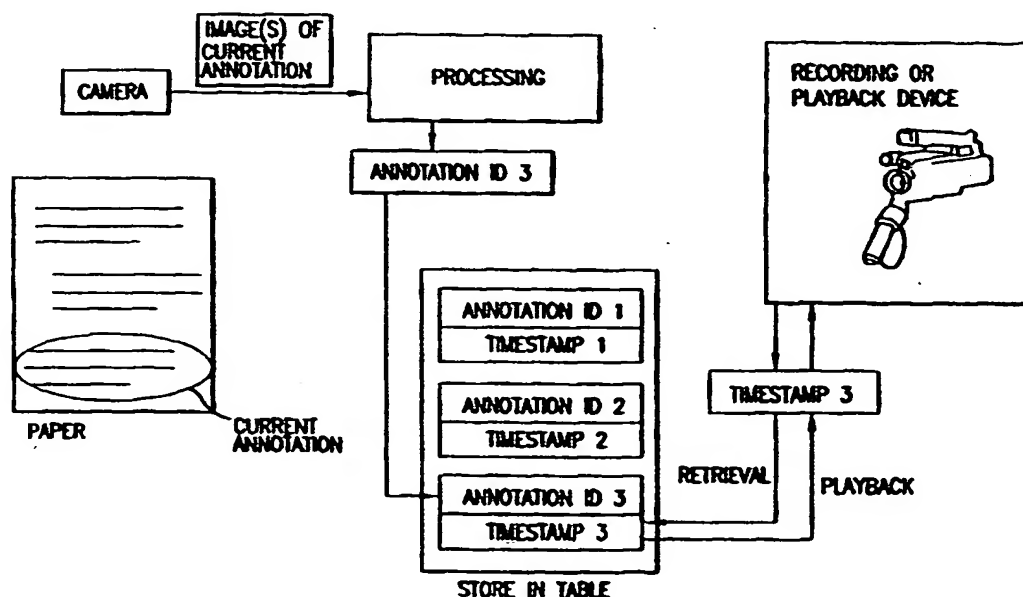 IMAGE(S) OF
CURRENT
ANNOTATION
CAMERA
PROCESSING
RECORDING OR
PLAYBACK DEVICE
ANNOTATION ID 3
ANNOTATION ID 1
TIMESTAMP 1
ANNOTATION ID 2
TIMESTAMP 2
ANNOTATION ID 3
TIMESTAMP 3
STORE IN TABLE
TIMESTAMP 3
RETRIEVAL
PLAYBACK
PAPER
CURRENT
ANNOTATION